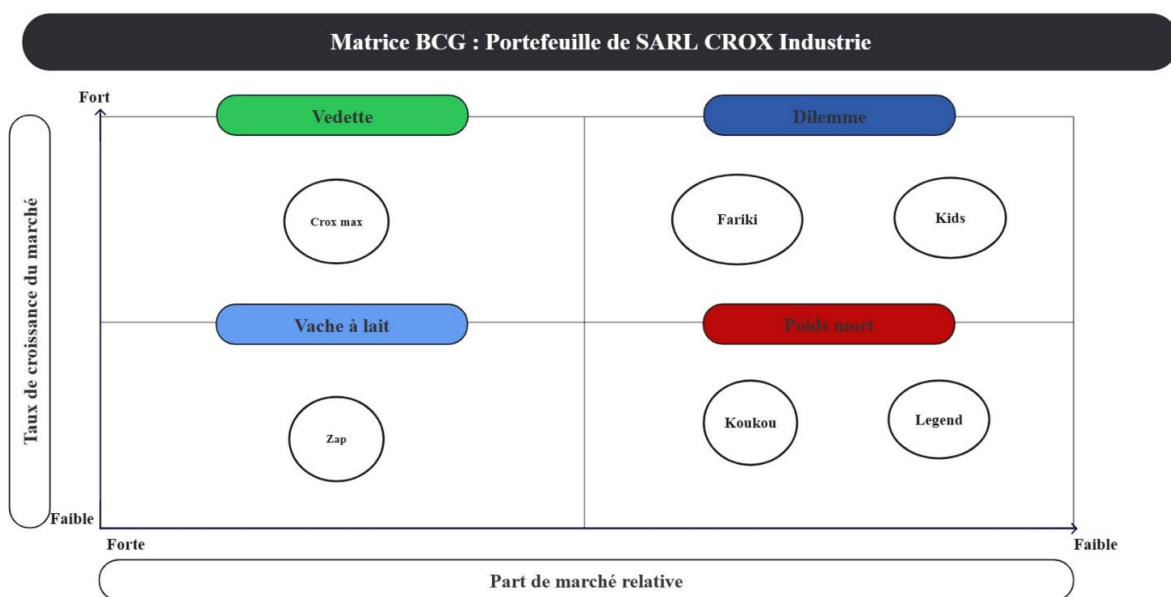 Matrice BCG : Portefeuille de SARL CROX Industrie
Fort
Vedette
Dilemme
Taux de croissance du marché
Crox max
Fariki
Kids
Vache à lait
Poids mort
Zap
Koukou
Legend
Faible
Forte
Faible
Part de marché relative